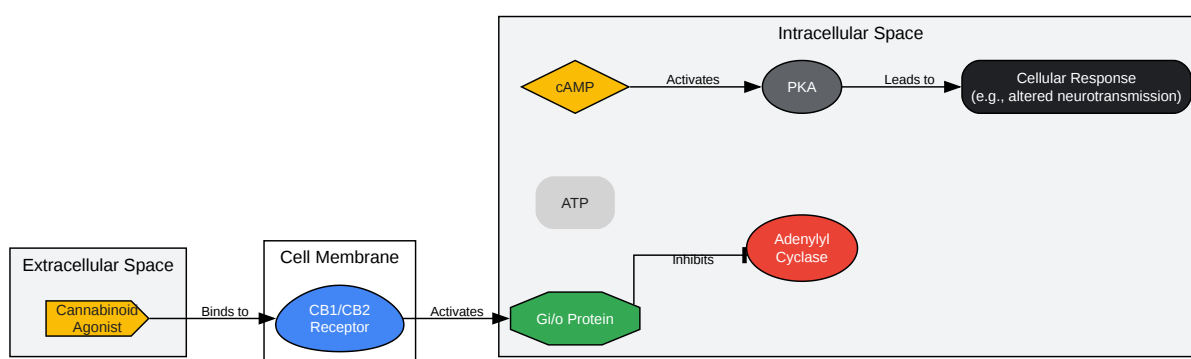 Intracellular Space
cAMP
Activates
PKA
Leads to
Cellular Response
(e.g., altered neurotransmission)
ATP
Adenylyl
Cyclase
Inhibits
Extracellular Space
Cannabinoid
Agonist
Binds to
Cell Membrane
CB1/CB2
Receptor
Activates
Gi/o Protein